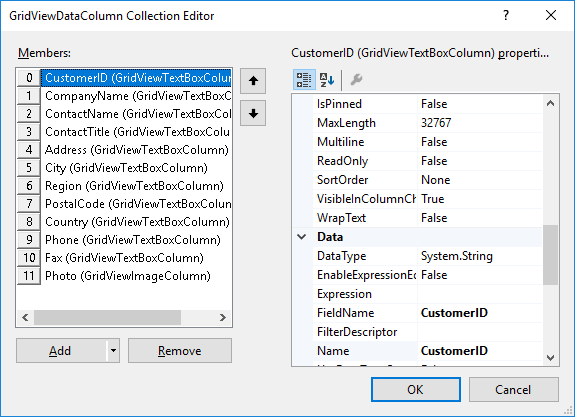 GridViewDataColumn Collection Editor
Members:
0 CustomerID (GridViewTextBoxColun
1 CompanyName (GridViewTextBoxC
2 ContactName (GridViewTextBoxCol
3 ContactTitle (GridViewTextBoxColu
4 Address (GridViewTextBoxColumn)
5 City (GridViewTextBoxColumn)
6 Region (GridViewTextBoxColumn)
7 PostalCode (GridViewTextBoxColum
8 Country (GridViewTextBoxColumn)
9 Phone (GridViewTextBoxColumn)
10 Fax (GridViewTextBoxColumn)
11 Photo (GridViewImageColumn)
Add
Remove
CustomerID (GridViewTextBoxColumn) properti...
IsPinned False
MaxLength 32767
Multiline False
ReadOnly False
SortOrder None
VisibleInColumnCh True
WrapText False
Data
DataType System.String
EnableExpressionEd False
Expression
FieldName CustomerID
FilterDescriptor
Name CustomerID
OK
Cancel